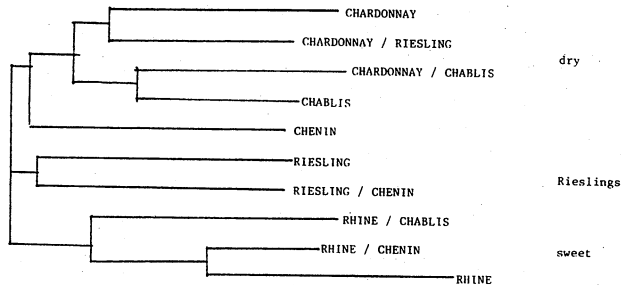 CHARDONNAY
CHARDONNAY / RIESLING
CHARDONNAY / CHABLIS
dry
CHABLIS
CHENIN
RIESLING
RIESLING / CHENIN
Rieslings
RHINE / CHABLIS
RHINE / CHENIN
sweet
RHINE